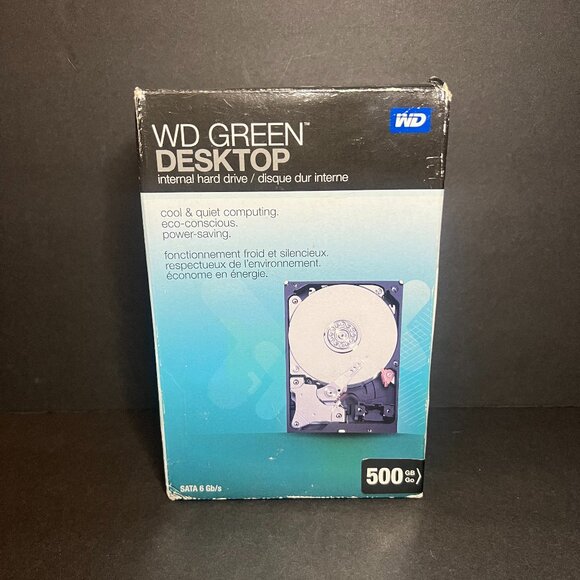 WD GREEN™
DESKTOP
internal hard drive / disque dur interne
WD
cool & quiet computing.
eco-conscious.
power-saving.
fonctionnement froid et silencieux.
respectueux de l'environnement.
économe en énergie.
SATA 6 Gb/s
500 GB
Go